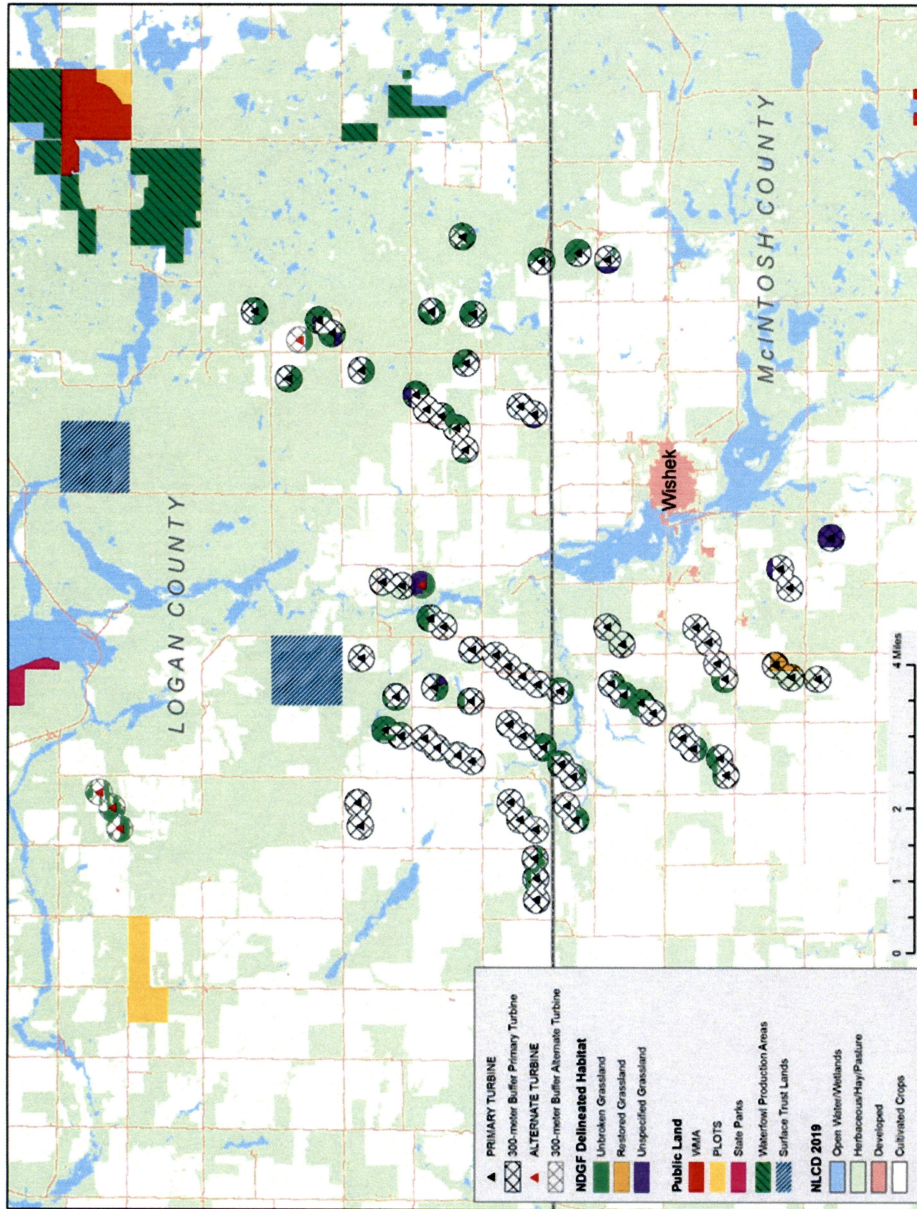 LOGAN COUNTY
McINTOSH COUNTY
Wishek
▲ PRIMARY TURBINE
300-meter Buffer Primary Turbine
▲ ALTERNATE TURBINE
300-meter Buffer Alternate Turbine
NDGF Delineated Habitat
Unbroken Grassland
Restored Grassland
Unspecified Grassland
Public Land
WMA
PLOTS
State Parks
Waterfowl Production Areas
Surface Trust Lands
NLCD 2019
Open Water/Wetlands
Herbaceous/Hay/Pasture
Developed
Cultivated Crops
0 1 2 4 Miles